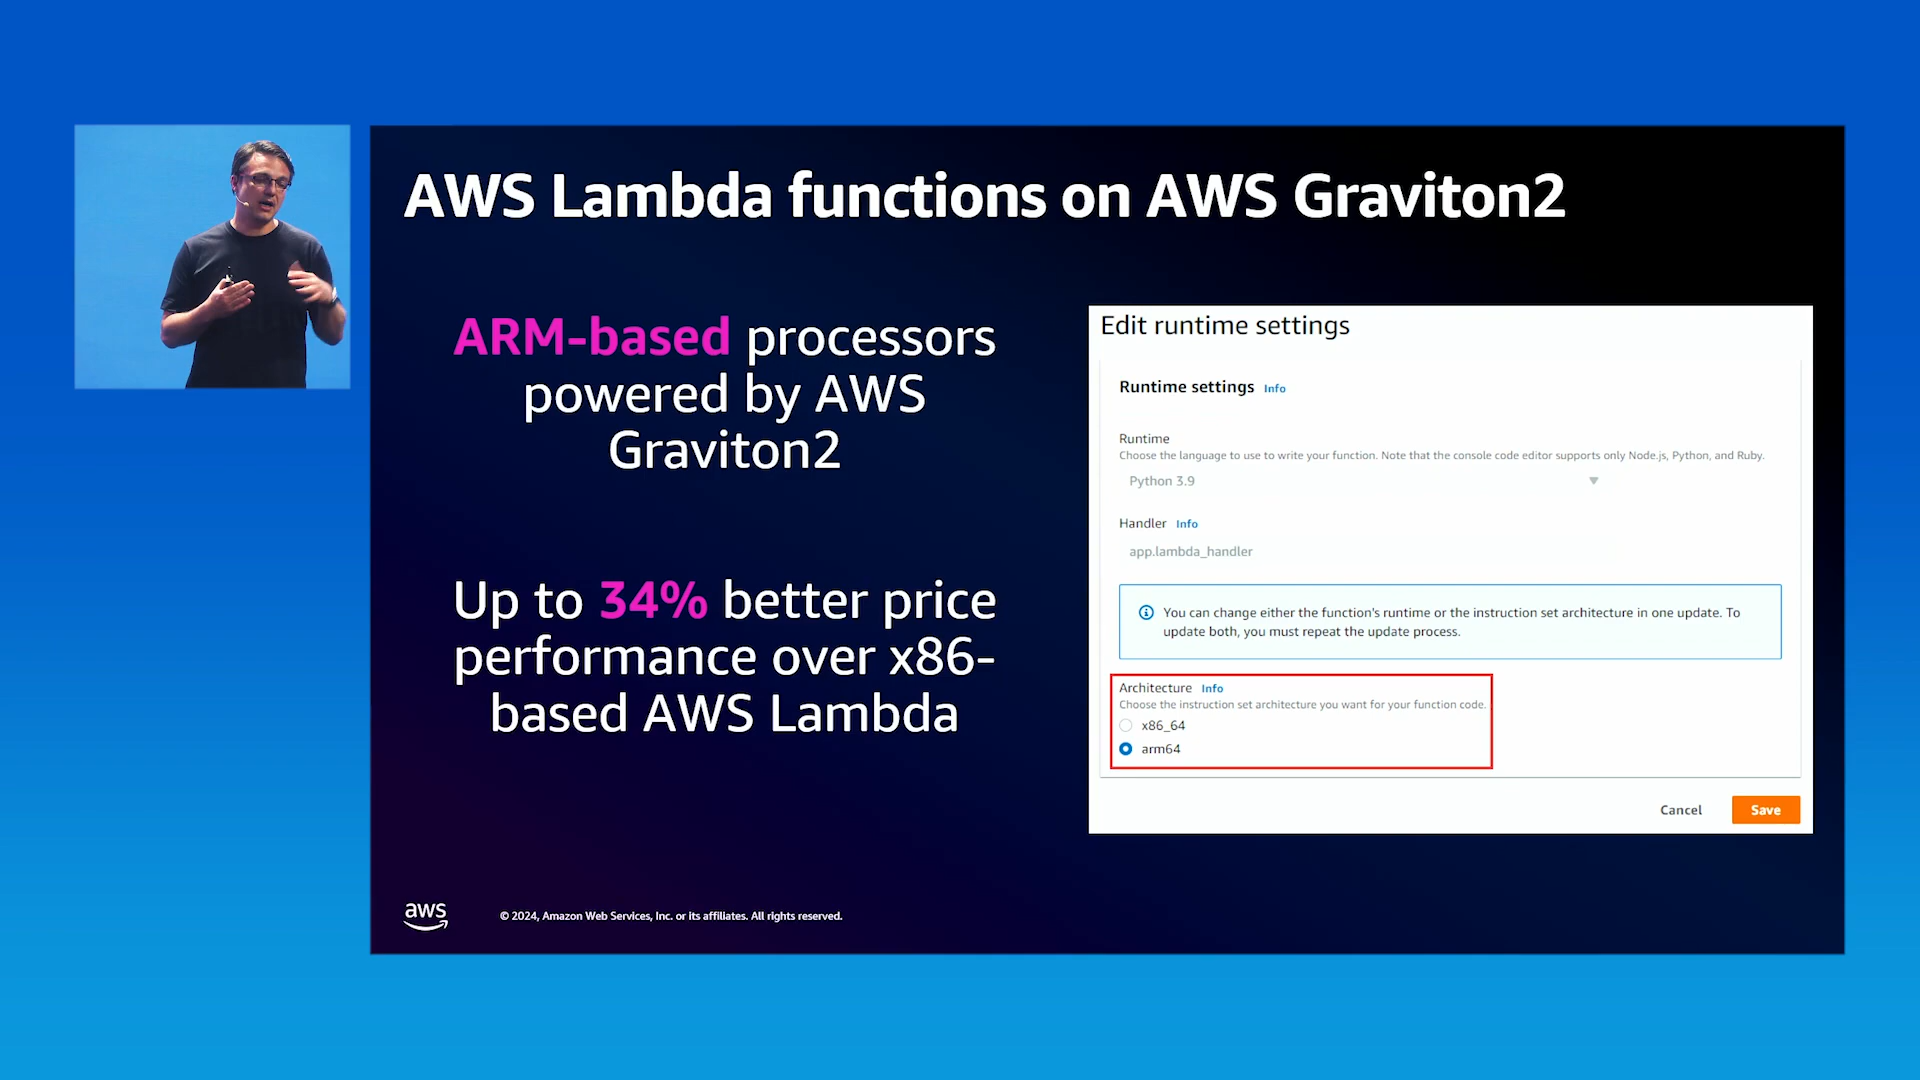 AWS Lambda functions on AWS Graviton2
ARM-based processors
powered by AWS
Graviton2
Up to 34% better price
performance over x86-
based AWS Lambda
Edit runtime settings
Runtime settings Info
Runtime
Choose the language to use to write your function. Note that the console code editor supports only Node.js, Python, and Ruby.
Python 3.9
Handler Info
app.lambda_handler
You can change either the function's runtime or the instruction set architecture in one update. To
update both, you must repeat the update process.
Architecture Info
Choose the instruction set architecture you want for your function code.
x86_64
arm64
Cancel Save
aws
© 2024, Amazon Web Services, Inc. or its affiliates. All rights reserved.